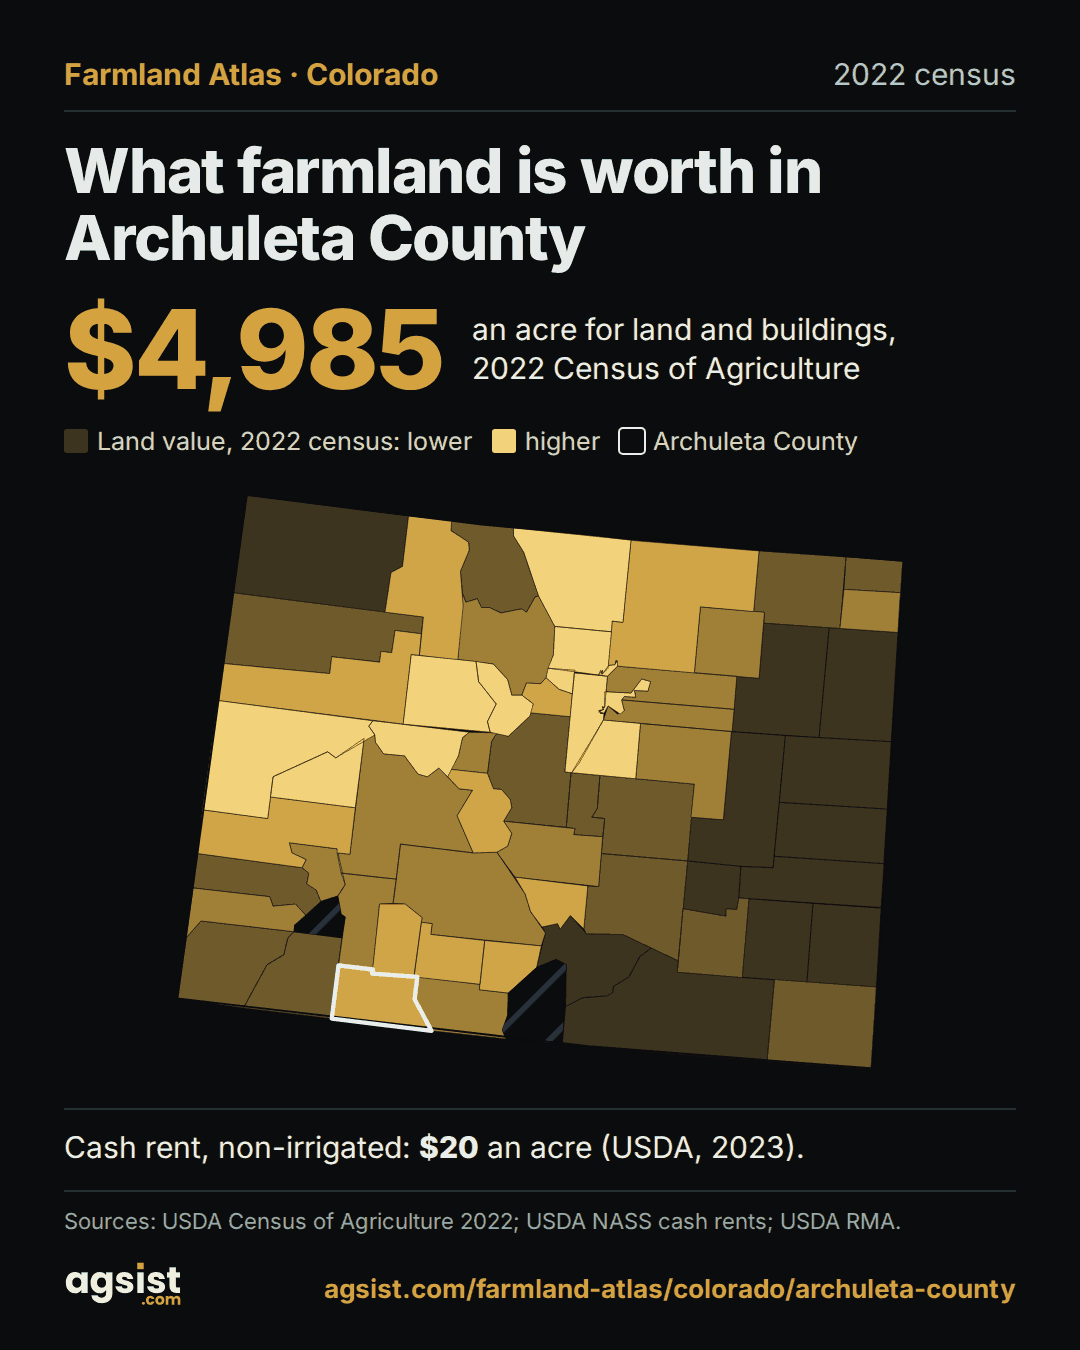 Farmland Atlas · Colorado
2022 census
What farmland is worth in
Archuleta County
$4,985
an acre for land and buildings,
2022 Census of Agriculture
Land value, 2022 census: lower
higher
Archuleta County
Cash rent, non-irrigated: $20 an acre (USDA, 2023).
Sources: USDA Census of Agriculture 2022; USDA NASS cash rents; USDA RMA.
agsist
.com
agsist.com/farmland-atlas/colorado/archuleta-county